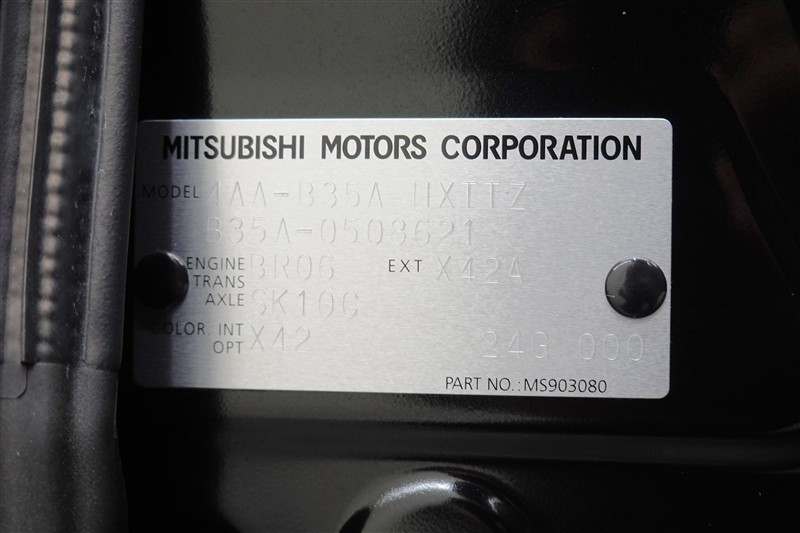 MITSUBISHI MOTORS CORPORATION
MODEL 4AA-B35A HXTTZ
B35A-0503621
ENGINE BR06 EXT X42A
TRANS
AXLE SK10C
COLOR. INT X42 24G 000
OPT
PART NO.: MS903080